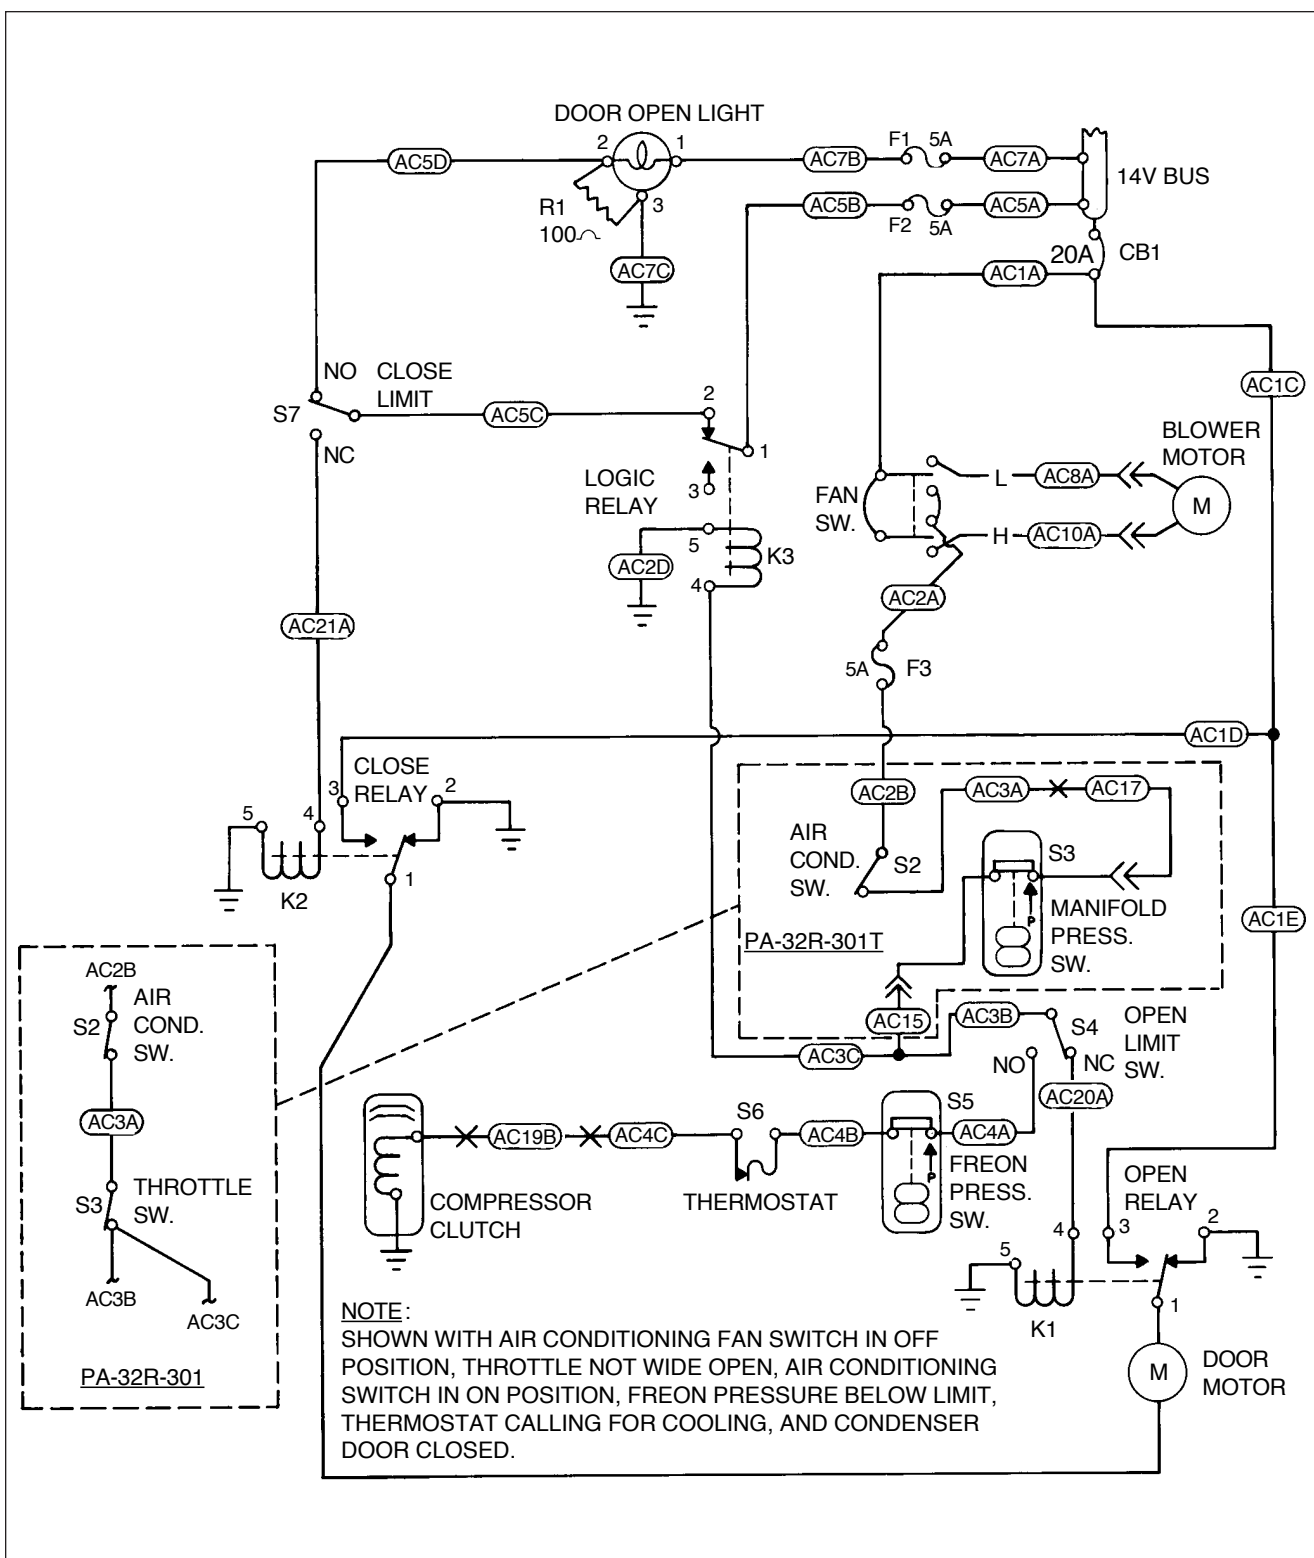 DOOR OPEN LIGHT
2
1
AC5D
AC7B
F1
5A
AC7A
14V BUS
R1
100
3
AC5B
F2
5A
AC5A
AC7C
20A
CB1
AC1A
NO
CLOSE
LIMIT
S7
AC5C
2
AC1C
NC
1
BLOWER
MOTOR
LOGIC
RELAY
3
FAN
SW.
L
AC8A
M
5
K3
H
AC10A
AC2D
4
AC2A
AC21A
5A
F3
AC1D
CLOSE
RELAY
3
2
AC2B
AC3A
AC17
5
4
AIR
COND.
SW.
S2
S3
1
K2
P
MANIFOLD
PRESS.
SW.
AC1E
PA-32R-301T
AC2B
AIR
COND.
SW.
S2
AC15
AC3B
S4
OPEN
LIMIT
SW.
AC3C
NO
NC
AC20A
AC3A
S6
S5
AC19B
AC4C
AC4B
AC4A
P
FREON
PRESS.
SW.
OPEN
RELAY
S3
THROTTLE
SW.
COMPRESSOR
CLUTCH
THERMOSTAT
4
3
2
5
AC3B
AC3C
1
K1
PA-32R-301
NOTE:
SHOWN WITH AIR CONDITIONING FAN SWITCH IN OFF
POSITION, THROTTLE NOT WIDE OPEN, AIR CONDITIONING
SWITCH IN ON POSITION, FREON PRESSURE BELOW LIMIT,
THERMOSTAT CALLING FOR COOLING, AND CONDENSER
DOOR CLOSED.
M
DOOR
MOTOR